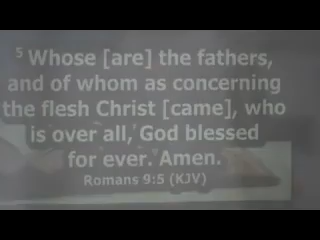 5 Whose [are] the fathers,
and of whom as concerning
the flesh Christ [came], who
is over all, God blessed
for ever. Amen.
Romans 9:5 (KJV)